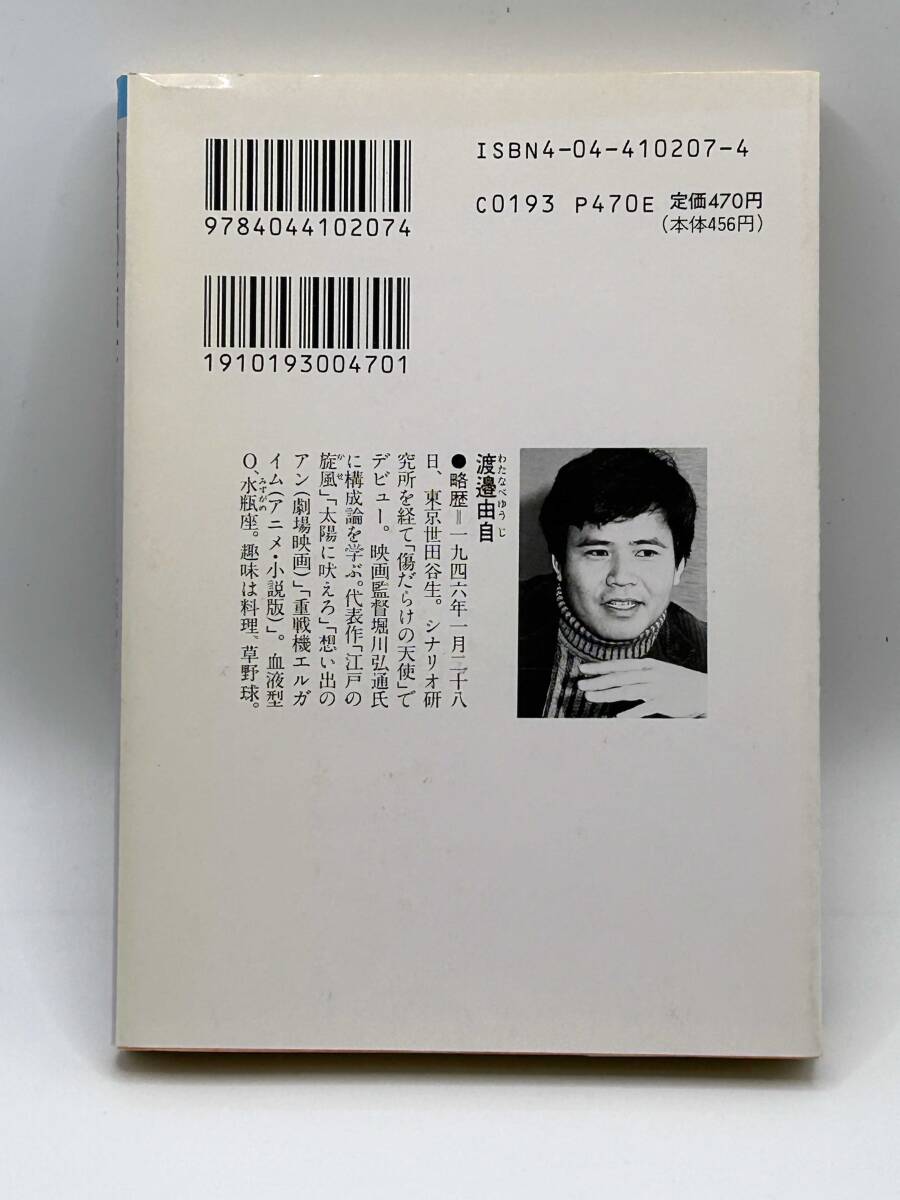 ISBN4-04-410207-4
C0193 P470E 定価470円
(本体456円)
9784044102074
1910193004701
渡邉由自
わたなべゆうじ
●略歴＝一九四六年一月二十八
日、東京世田谷生。シナリオ研
究所を経て「傷だらけの天使」で
デビュー。映画監督堀川弘通氏
に構成論を学ぶ。代表作「江戸の
旋風」「太陽に吠えろ」「想い出の
かぜ
アン(劇場映画)」「重戦機エルガ
イム(アニメ・小説版)」。血液型
O、水瓶座。趣味は料理、草野球。
みずがめ